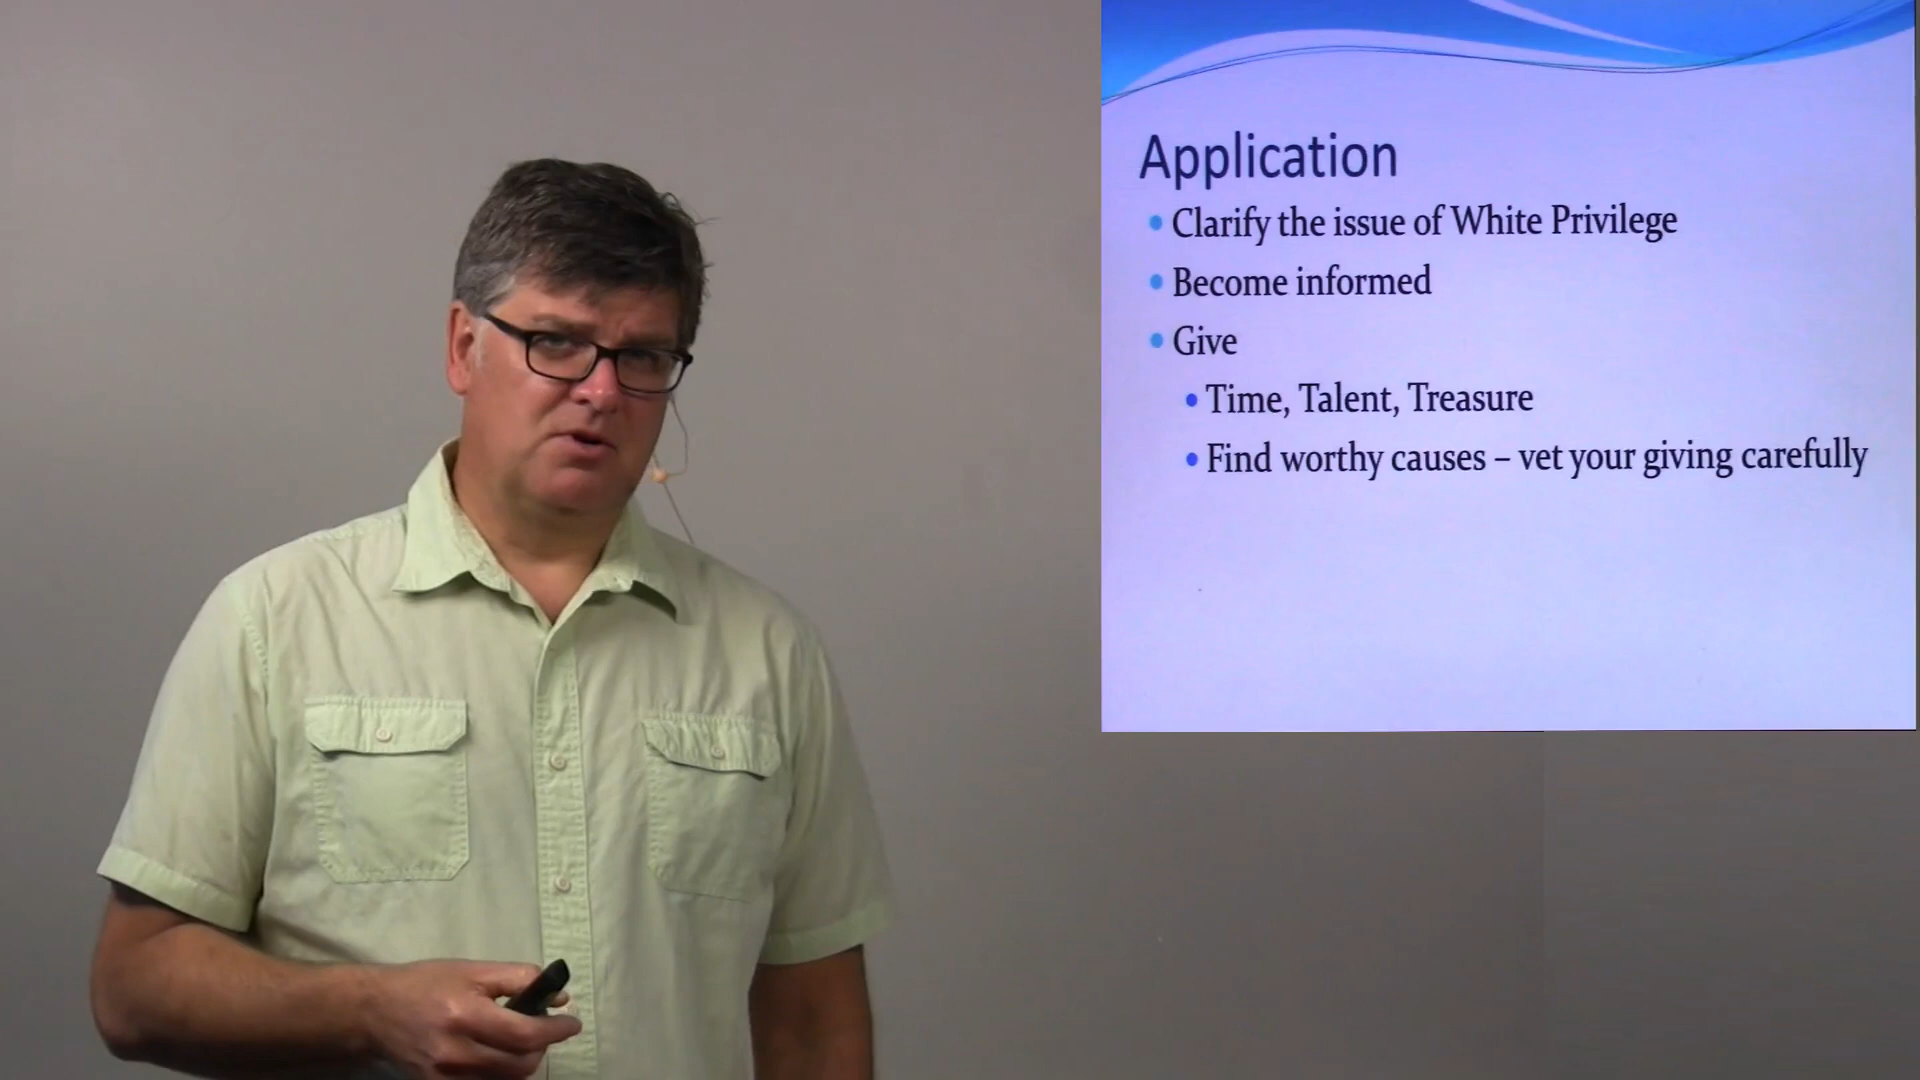 Application
Clarify the issue of White Privilege
Become informed
Give
Time, Talent, Treasure
Find worthy causes – vet your giving carefully